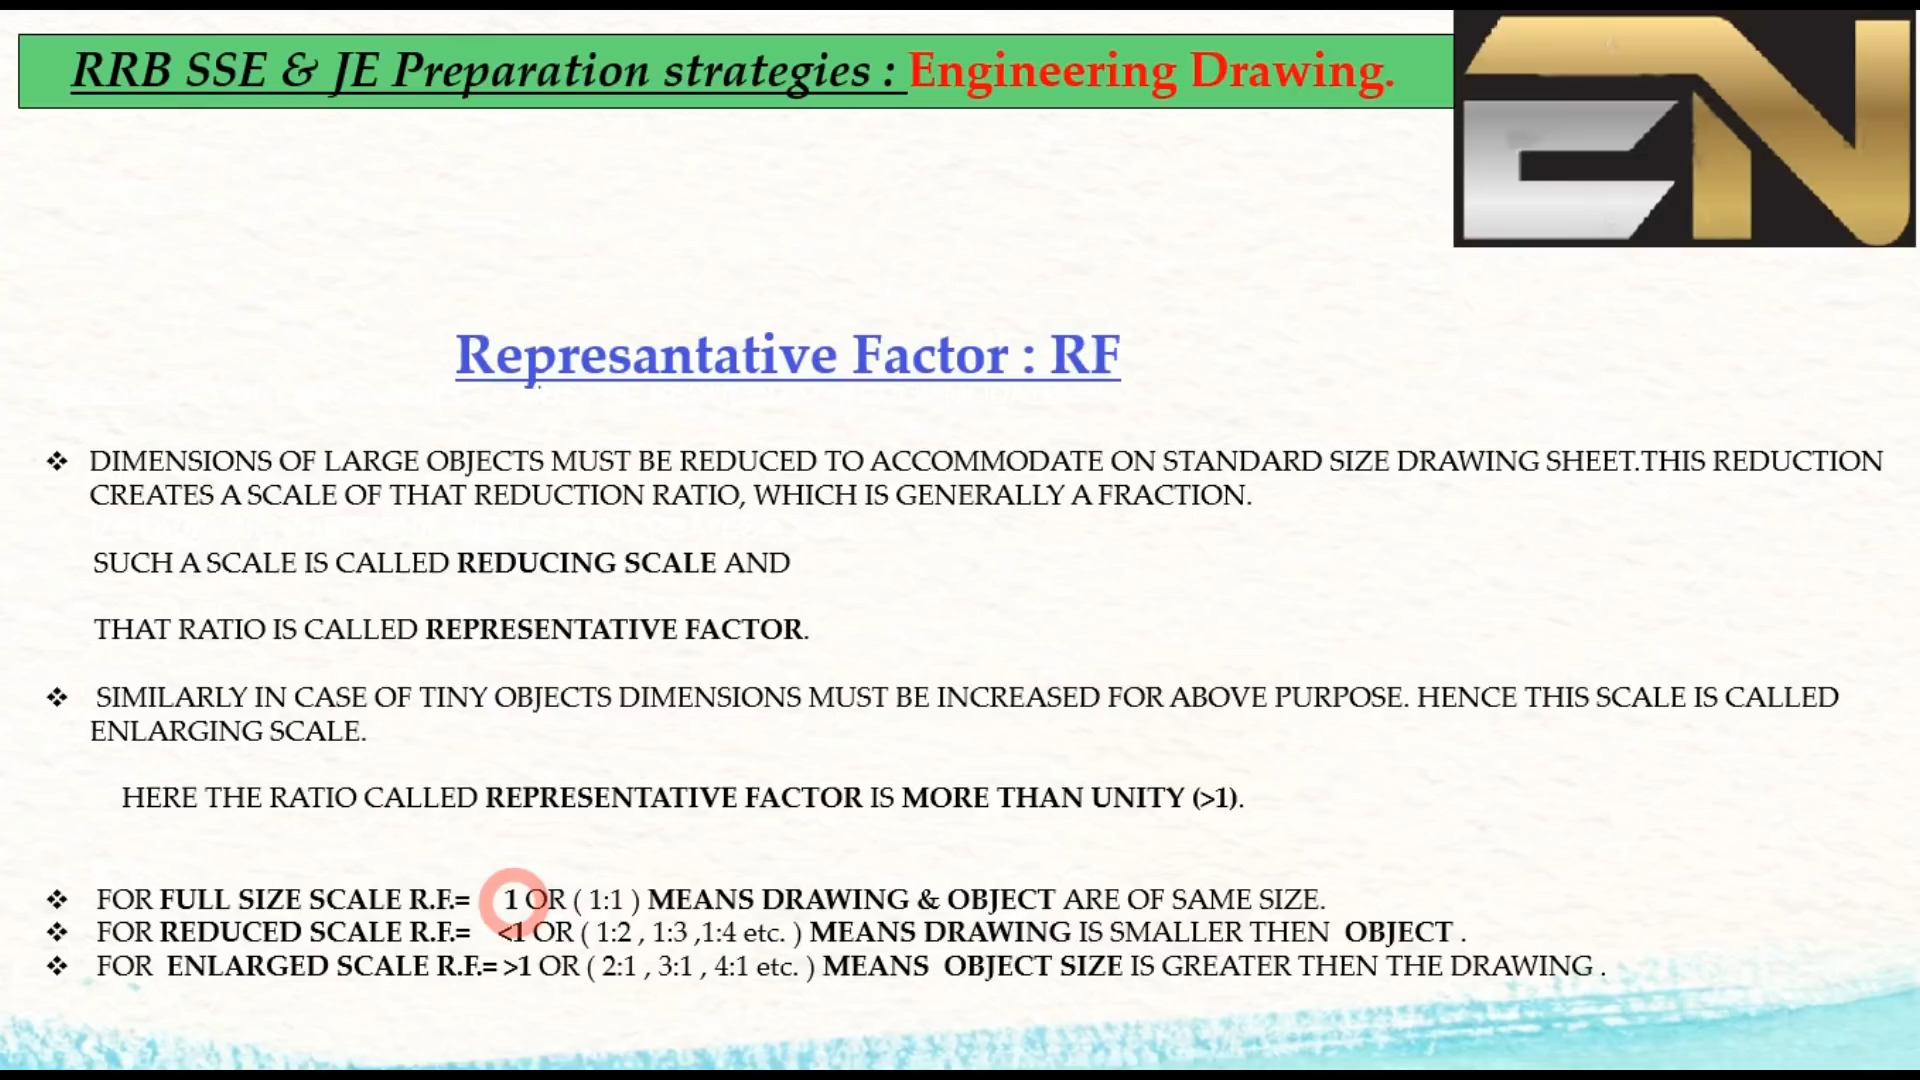 RRB SSE & JE Preparation strategies : Engineering Drawing.
EN
Represantative Factor : RF
❖ DIMENSIONS OF LARGE OBJECTS MUST BE REDUCED TO ACCOMMODATE ON STANDARD SIZE DRAWING SHEET.THIS REDUCTION
CREATES A SCALE OF THAT REDUCTION RATIO, WHICH IS GENERALLY A FRACTION.
SUCH A SCALE IS CALLED REDUCING SCALE AND
THAT RATIO IS CALLED REPRESENTATIVE FACTOR.
❖ SIMILARLY IN CASE OF TINY OBJECTS DIMENSIONS MUST BE INCREASED FOR ABOVE PURPOSE. HENCE THIS SCALE IS CALLED
ENLARGING SCALE.
HERE THE RATIO CALLED REPRESENTATIVE FACTOR IS MORE THAN UNITY (>1).
❖ FOR FULL SIZE SCALE R.F.= 1 OR ( 1:1 ) MEANS DRAWING & OBJECT ARE OF SAME SIZE.
❖ FOR REDUCED SCALE R.F.= <1 OR ( 1:2 , 1:3 ,1:4 etc. ) MEANS DRAWING IS SMALLER THEN OBJECT .
❖ FOR ENLARGED SCALE R.F.= >1 OR ( 2:1 , 3:1 , 4:1 etc. ) MEANS OBJECT SIZE IS GREATER THEN THE DRAWING .